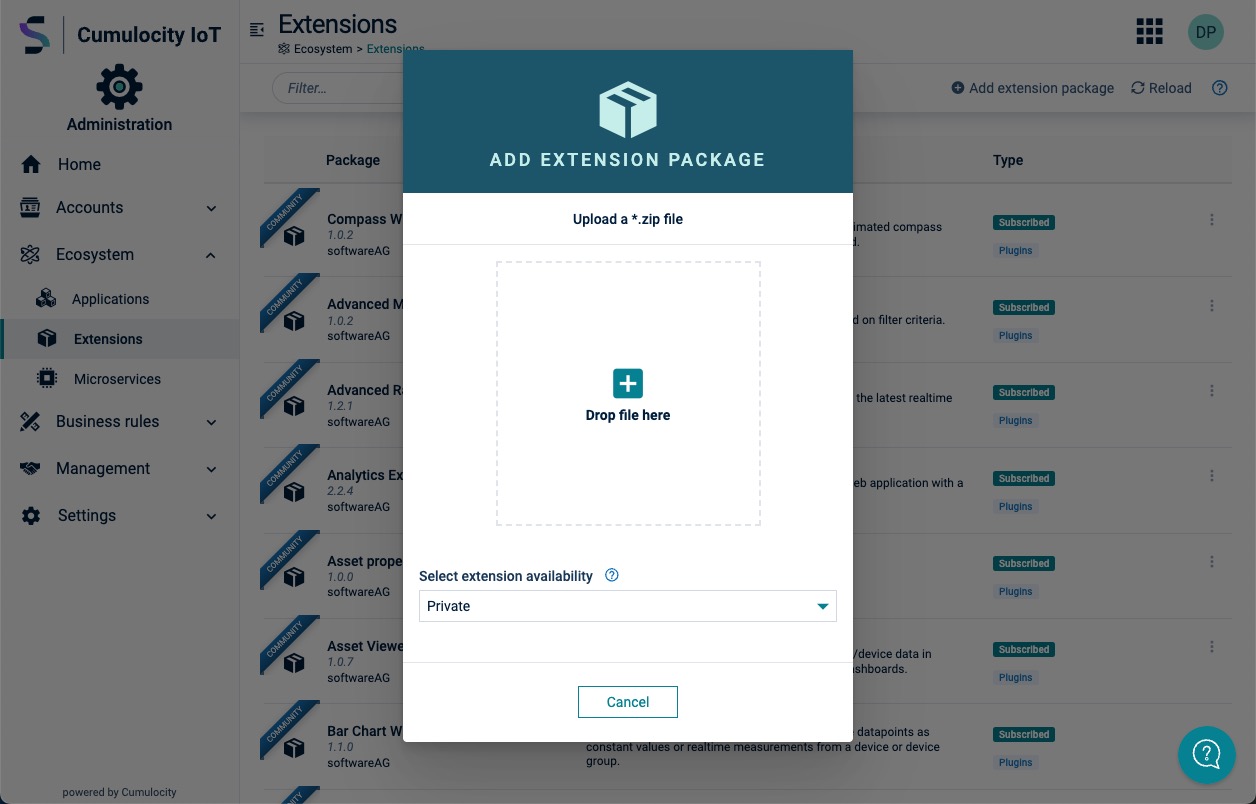 Cumulocity IoT
Administration
Home
Accounts
Ecosystem
Applications
Extensions
Microservices
Business rules
Management
Settings
powered by Cumulocity
Extensions
Ecosystem > Extensions
DP
Filter…
Add extension package
Reload
Package
Type
COMMUNITY
Compass W
1.0.2
softwareAG
imated compass
d.
Subscribed
Plugins
COMMUNITY
Advanced M
1.0.2
softwareAG
d on filter criteria.
Subscribed
Plugins
COMMUNITY
Advanced R
1.2.1
softwareAG
the latest realtime
Subscribed
Plugins
COMMUNITY
Analytics Ex
2.2.4
softwareAG
eb application with a
Subscribed
Plugins
COMMUNITY
Asset prope
1.0.0
softwareAG
Subscribed
Plugins
COMMUNITY
Asset Viewe
1.0.7
softwareAG
/device data in
shboards.
Subscribed
Plugins
COMMUNITY
Bar Chart W
1.1.0
softwareAG
datapoints as
constant values or realtime measurements from a device or device
group.
Subscribed
Plugins
ADD EXTENSION PACKAGE
Upload a *.zip file
Drop file here
Select extension availability
Private
Cancel